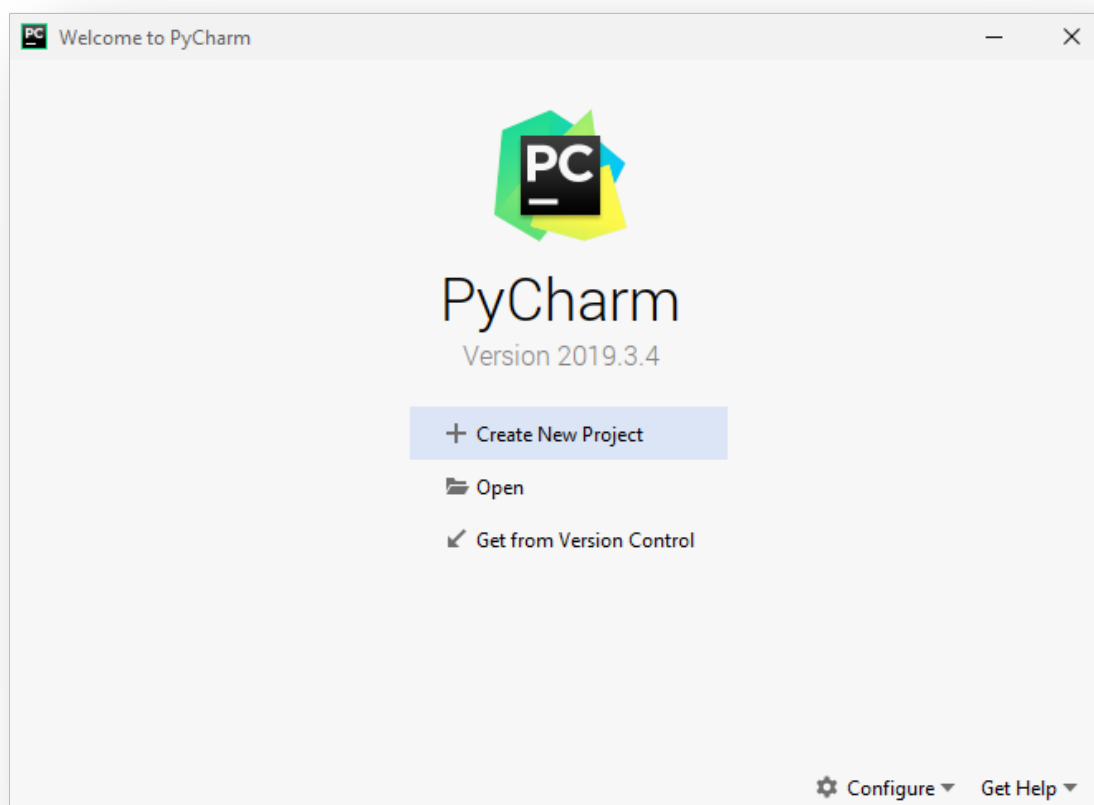 PC Welcome to PyCharm
PC
PyCharm
Version 2019.3.4
Create New Project
Open
Get from Version Control
Configure Get Help